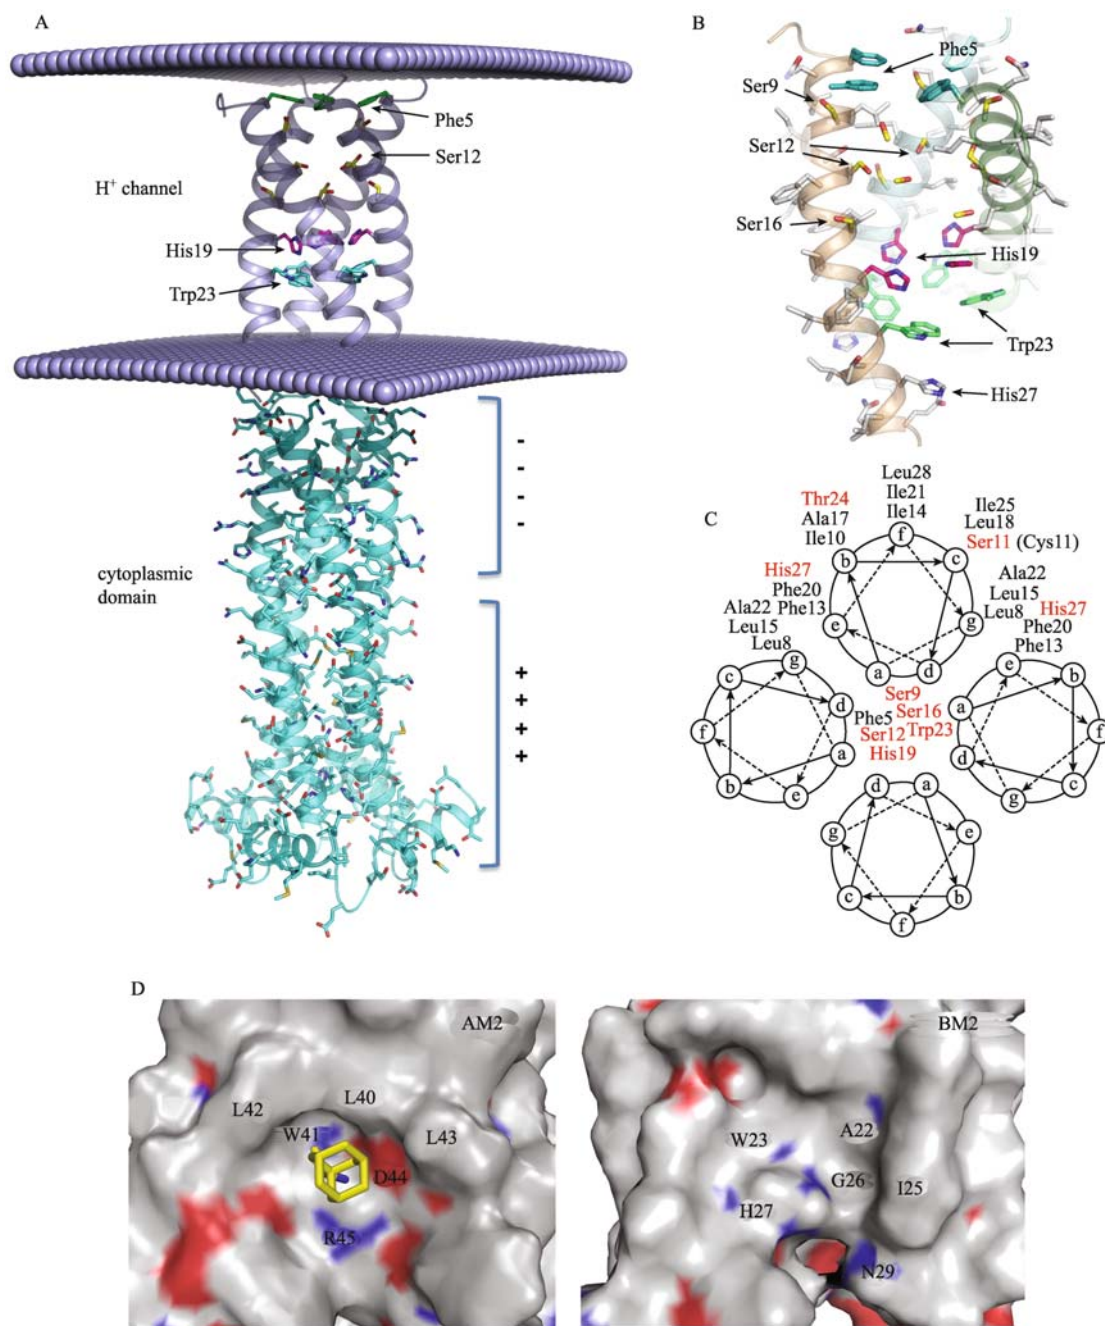 A
Phe5
Ser12
H+ channel
His19
Trp23
-
-
-
-
cytoplasmic
domain
+
+
+
+
B
Phe5
Ser9
Ser12
Ser16
His19
Trp23
His27
C
Leu28
Ile21
Ile14
Thr24
Ala17
Ile10
Ile25
Leu18
Ser11 (Cys11)
His27
Phe20
Phe13
Ala22
Leu15
Leu8
Ala22
Leu15
Leu8
His27
Phe20
Phe13
f
b
c
e
g
a
d
g
c
d
f
a
b
e
e
b
a
f
d
c
g
Ser9
Ser16
Phe5
Ser12
Trp23
His19
d
a
g
e
c
b
f
D
AM2
L40
L42
W41
L43
D44
R45
BM2
A22
W23
G26
I25
H27
N29